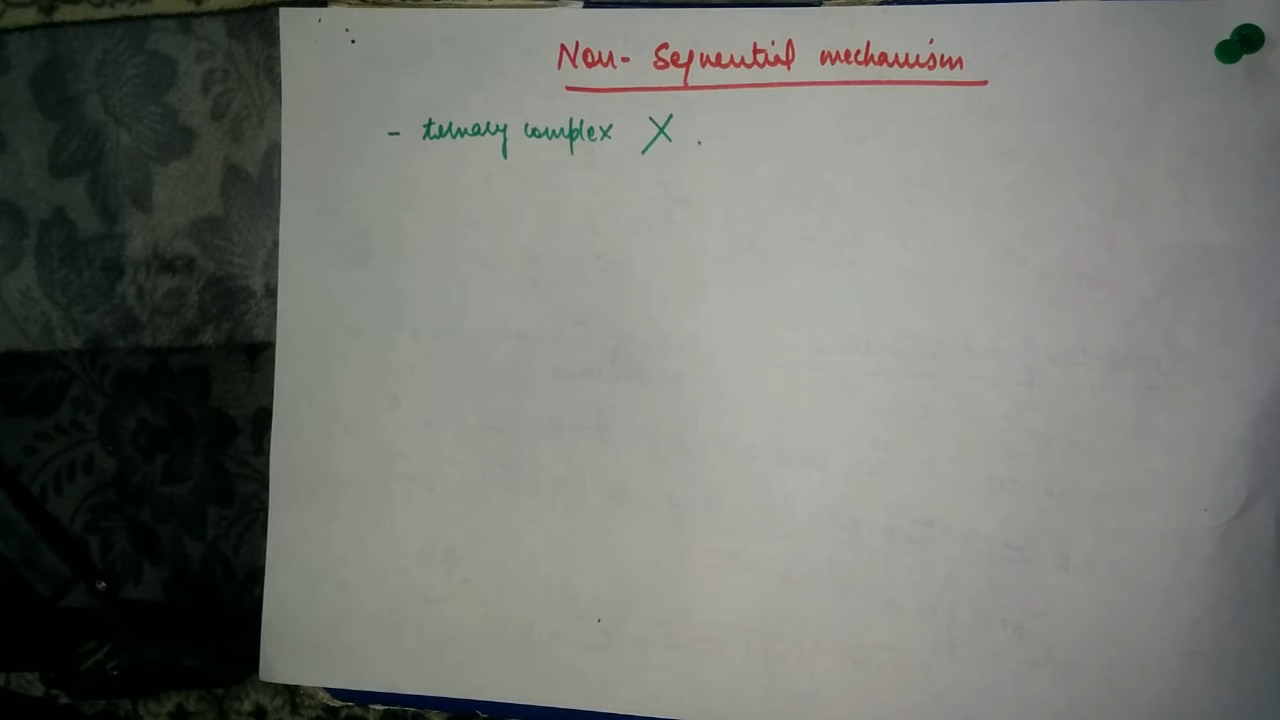 Non- Sequential mechanism
- ternary complex X .